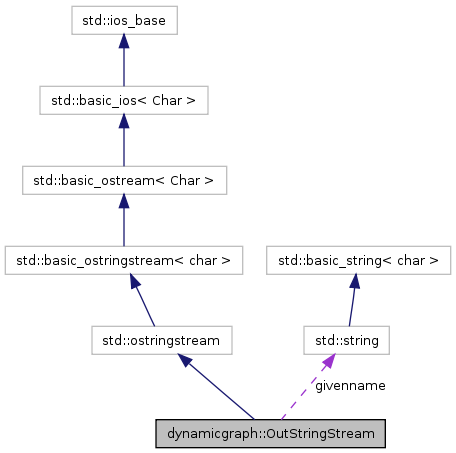 std::ios_base
std::basic_ios< Char >
std::basic_ostream< Char >
std::basic_ostringstream< char >
std::basic_string< char >
std::ostringstream
std::string
givenname
dynamicgraph::OutStringStream